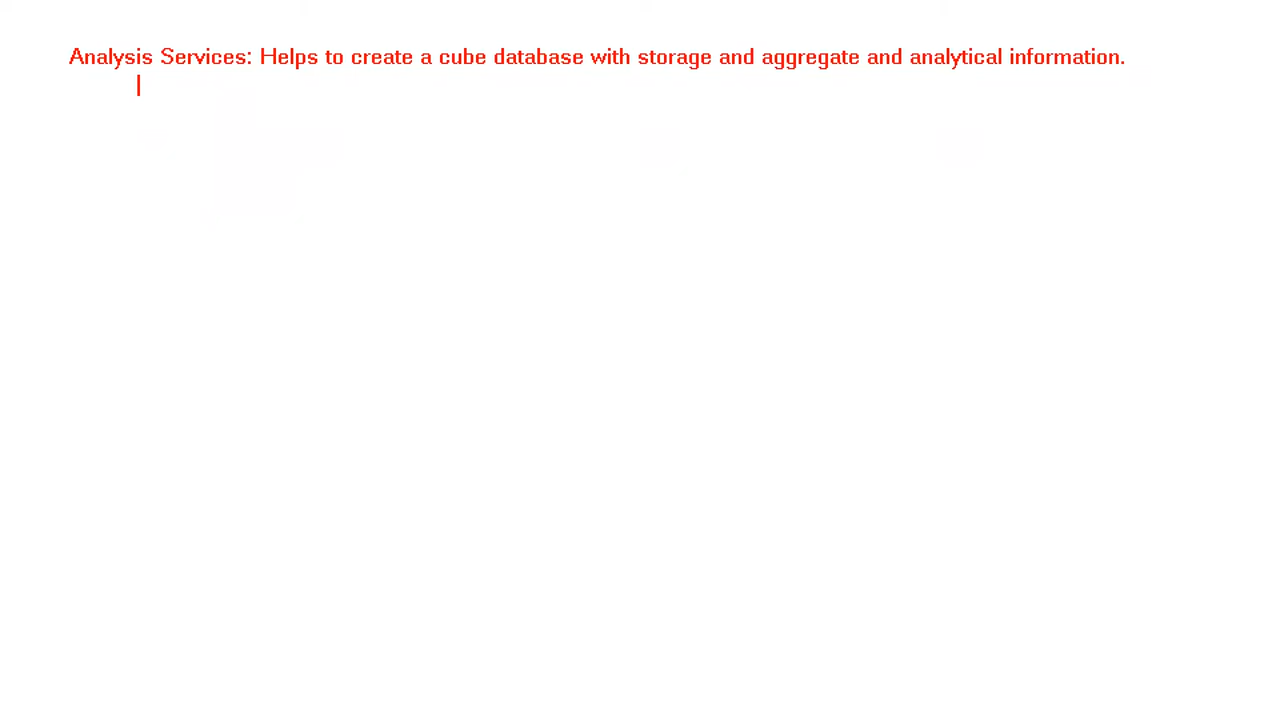 Analysis Services: Helps to create a cube database with storage and aggregate and analytical information.